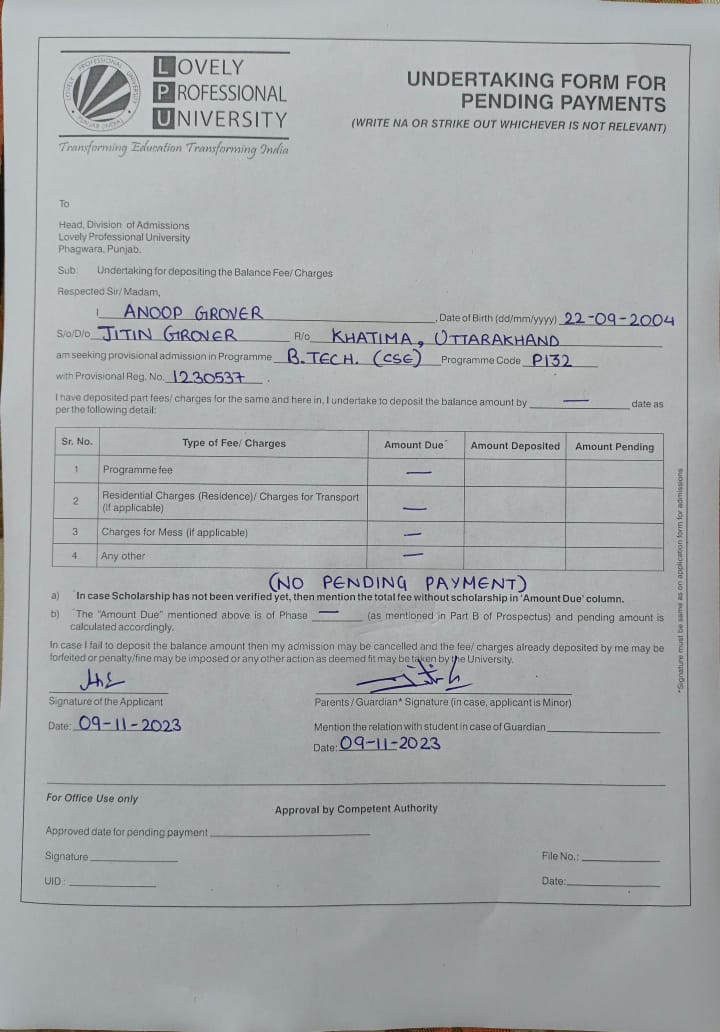 LOVELY
PROFESSIONAL
UNIVERSITY
LOVELY PROFESSIONAL UNIVERSITY
PUNJAB (INDIA)
Transforming Education Transforming India
UNDERTAKING FORM FOR
PENDING PAYMENTS
(WRITE NA OR STRIKE OUT WHICHEVER IS NOT RELEVANT)
To
Head, Division of Admissions
Lovely Professional University
Phagwara, Punjab.
Sub: Undertaking for depositing the Balance Fee/ Charges
Respected Sir/ Madam,
I ANOOP GROVER, Date of Birth (dd/mm/yyyy) 22-09-2004
S/o/D/o JITIN GROVER R/o KHATIMA, UTTARAKHAND
am seeking provisional admission in Programme B.TECH. (CSE) Programme Code P132
with Provisional Reg. No. 1230537.
I have deposited part fees/ charges for the same and here in, I undertake to deposit the balance amount by — date as
per the following detail:
Sr. No. Type of Fee/ Charges Amount Due* Amount Deposited Amount Pending
1 Programme fee —
2 Residential Charges (Residence)/ Charges for Transport
(if applicable) —
3 Charges for Mess (if applicable) —
4 Any other —
(NO PENDING PAYMENT)
a) *In case Scholarship has not been verified yet, then mention the total fee without scholarship in 'Amount Due' column.
b) *The "Amount Due" mentioned above is of Phase — (as mentioned in Part B of Prospectus) and pending amount is
calculated accordingly.
In case I fail to deposit the balance amount then my admission may be cancelled and the fee/ charges already deposited by me may be
forfeited or penalty/fine may be imposed or any other action as deemed fit may be taken by the University.
Signature of the Applicant
Parents / Guardian* Signature (in case, applicant is Minor)
Date: 09-11-2023
Mention the relation with student in case of Guardian
Date: 09-11-2023
*Signature must be same as on application form for admissions
For Office Use only
Approval by Competent Authority
Approved date for pending payment
Signature
File No.:
UID :
Date: